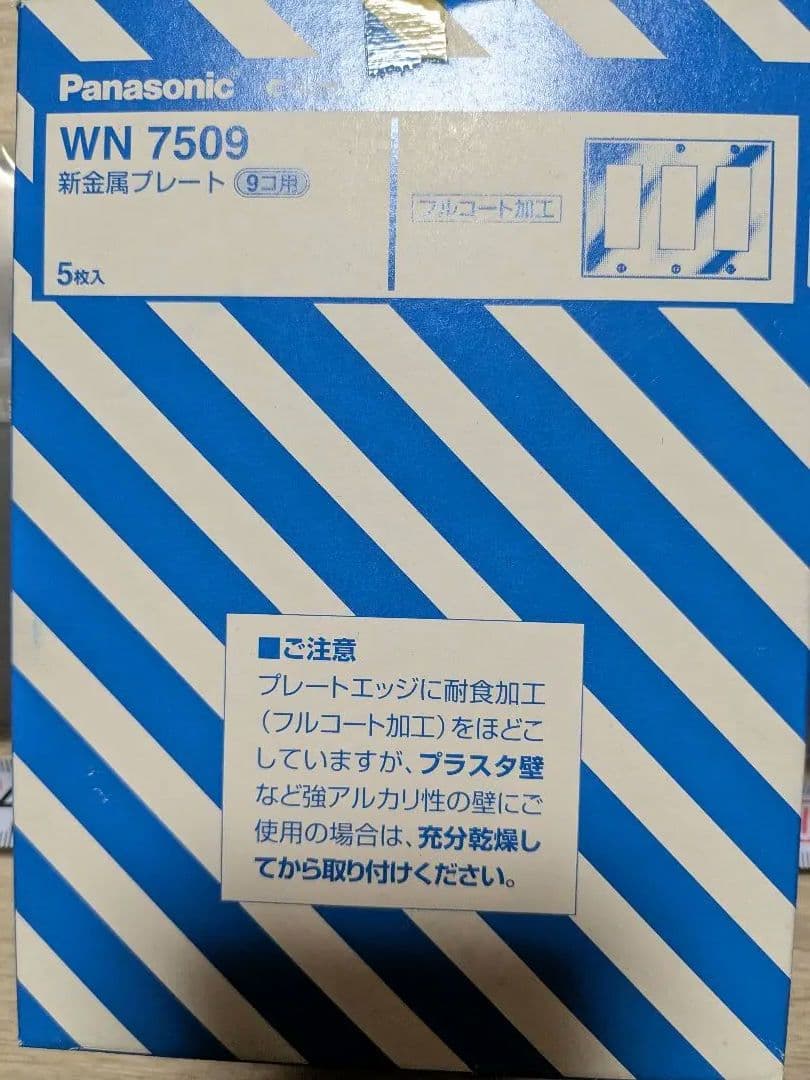 Panasonic
WN 7509
新金属プレート 9コ用
フルコート加工
5枚入
■ご注意
プレートエッジに耐食加工
（フルコート加工）をほどこ
していますが、プラスタ壁
など強アルカリ性の壁にご
使用の場合は、充分乾燥し
てから取り付けください。